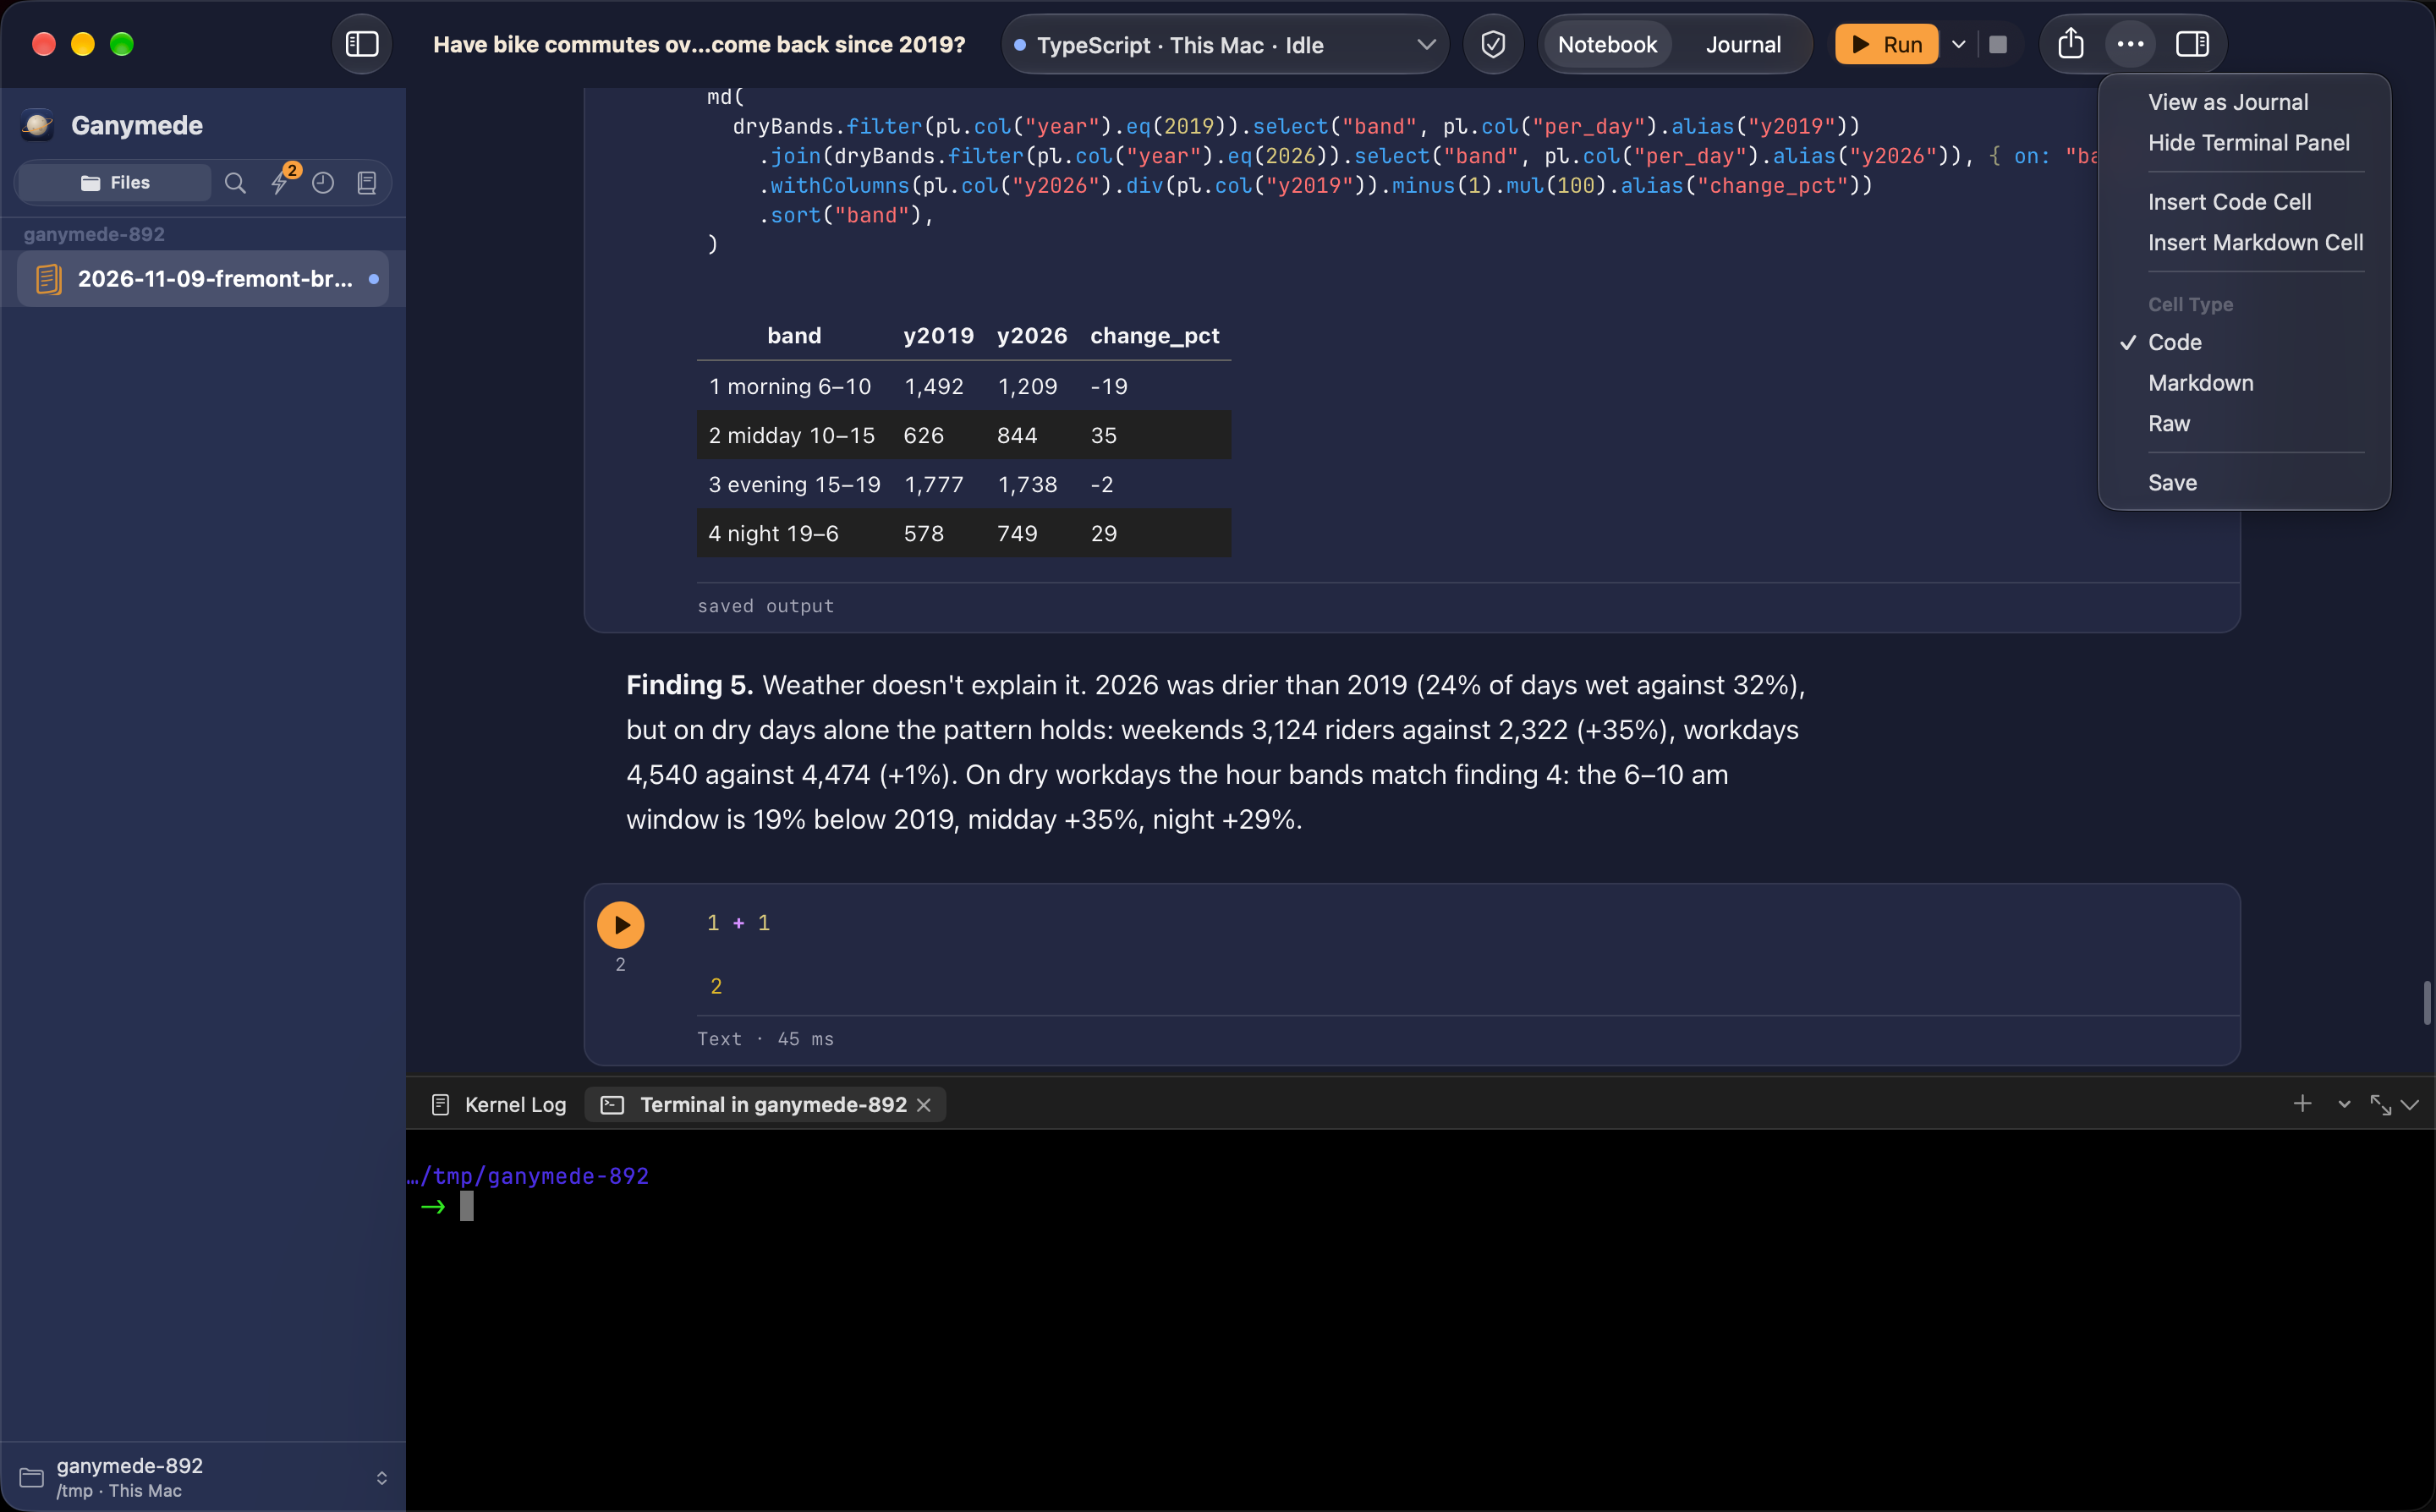 Have bike commutes ov...come back since 2019?
TypeScript · This Mac · Idle
Notebook
Journal
Run
Ganymede
Files
2
ganymede-892
2026-11-09-fremont-br...
View as Journal
Hide Terminal Panel
Insert Code Cell
Insert Markdown Cell
Cell Type
✓ Code
Markdown
Raw
Save
md(
dryBands.filter(pl.col("year").eq(2019)).select("band", pl.col("per_day").alias("y2019"))
.join(dryBands.filter(pl.col("year").eq(2026)).select("band", pl.col("per_day").alias("y2026")), { on: "ba
.withColumns(pl.col("y2026").div(pl.col("y2019")).minus(1).mul(100).alias("change_pct"))
.sort("band"),
)
band y2019 y2026 change_pct
1 morning 6–10 1,492 1,209 -19
2 midday 10–15 626 844 35
3 evening 15–19 1,777 1,738 -2
4 night 19–6 578 749 29
saved output
Finding 5. Weather doesn't explain it. 2026 was drier than 2019 (24% of days wet against 32%),
but on dry days alone the pattern holds: weekends 3,124 riders against 2,322 (+35%), workdays
4,540 against 4,474 (+1%). On dry workdays the hour bands match finding 4: the 6–10 am
window is 19% below 2019, midday +35%, night +29%.
1 + 1
2
2
Text · 45 ms
Kernel Log
Terminal in ganymede-892
…/tmp/ganymede-892
→
ganymede-892
/tmp · This Mac